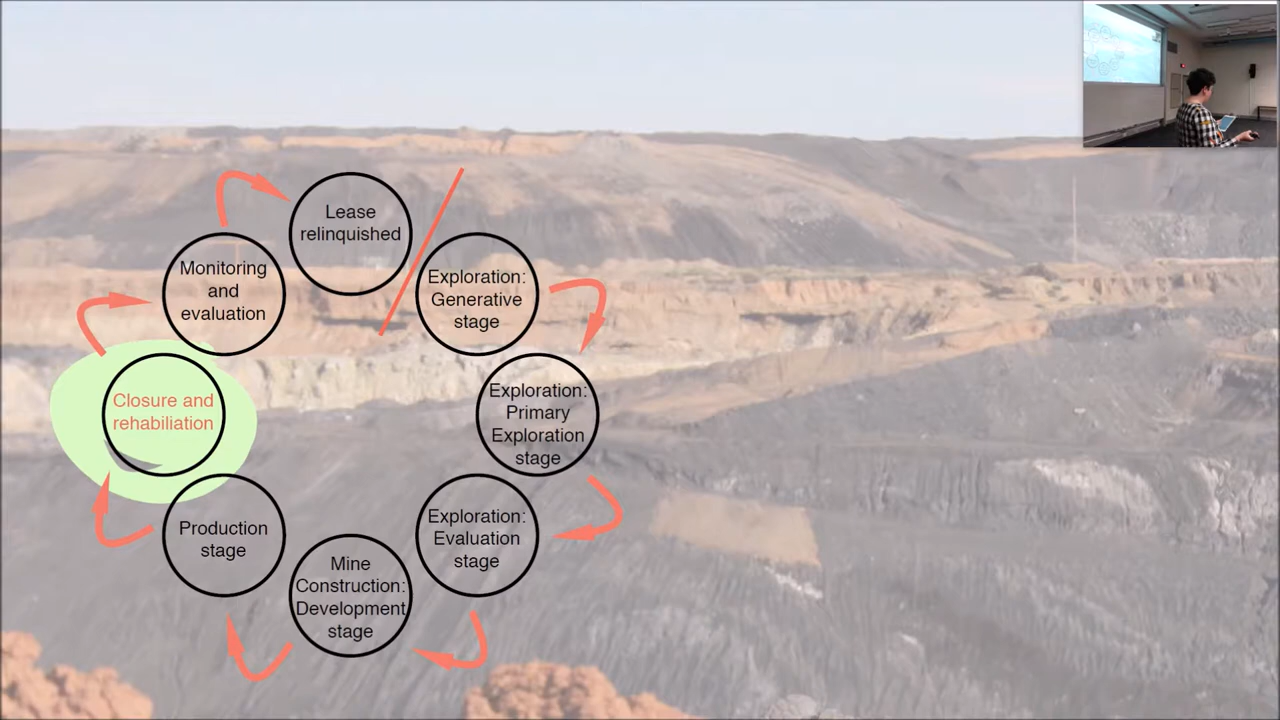 Lease
relinquished
Exploration:
Generative
stage
Exploration:
Primary
Exploration
stage
Exploration:
Evaluation
stage
Mine
Construction:
Development
stage
Production
stage
Closure and
rehabiliation
Monitoring
and
evaluation